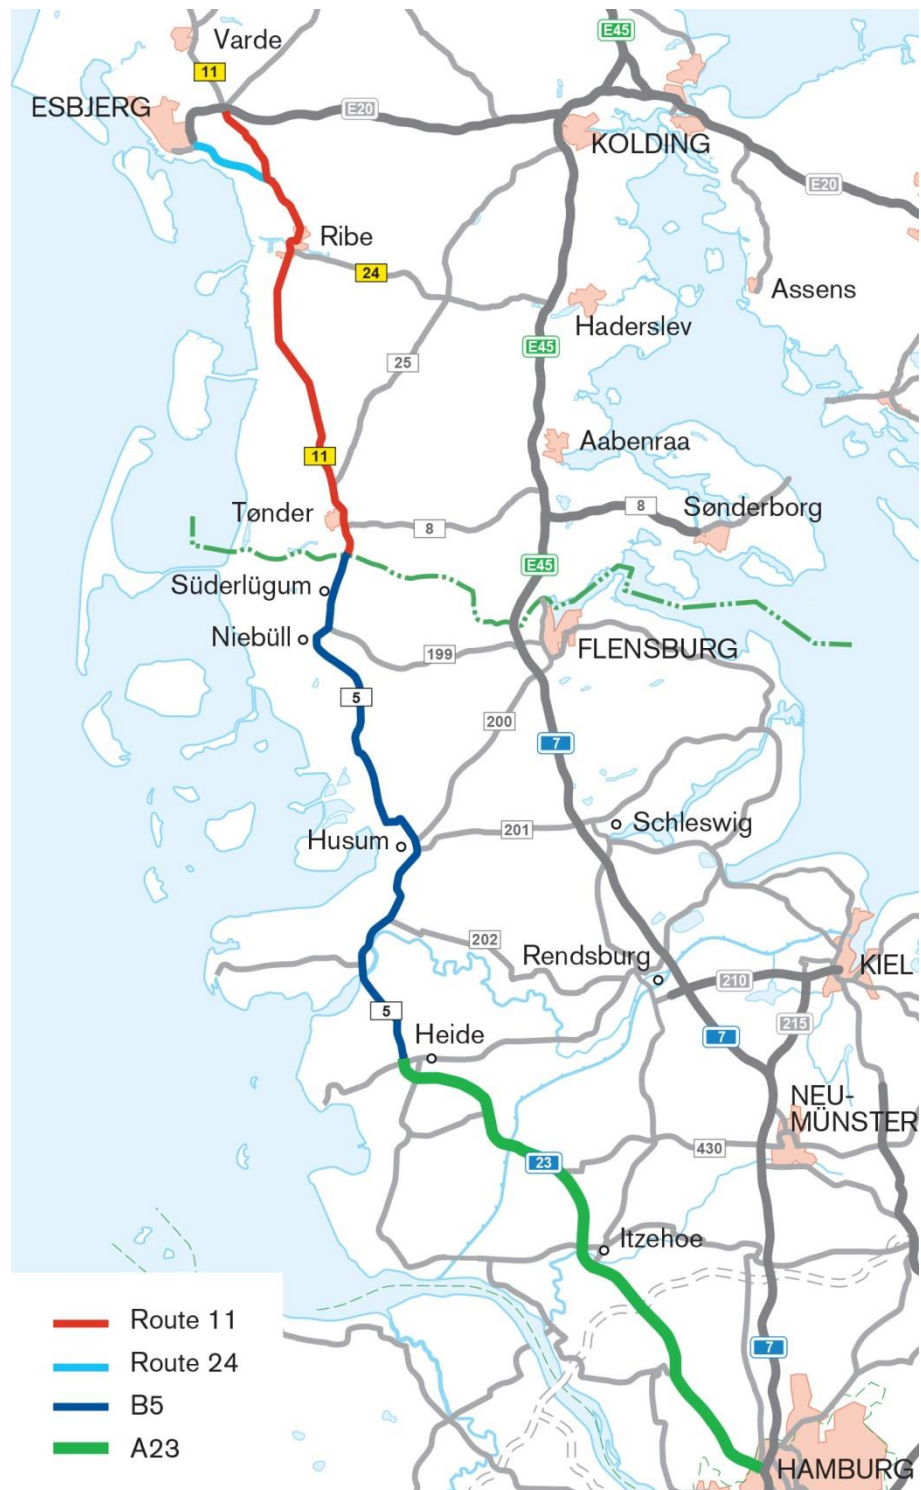 Varde
E45
11
ESBJERG
E20
KOLDING
E20
Ribe
24
Assens
Haderslev
E45
25
Aabenraa
11
Tønder
8
8
Sønderborg
E45
Süderlügum
Niebüll
199
FLENSBURG
5
200
7
Husum
201
Schleswig
202
Rendsburg
KIEL
210
5
Heide
7
215
NEU-
MÜNSTER
23
430
Itzehoe
Route 11
Route 24
B5
A23
7
HAMBURG